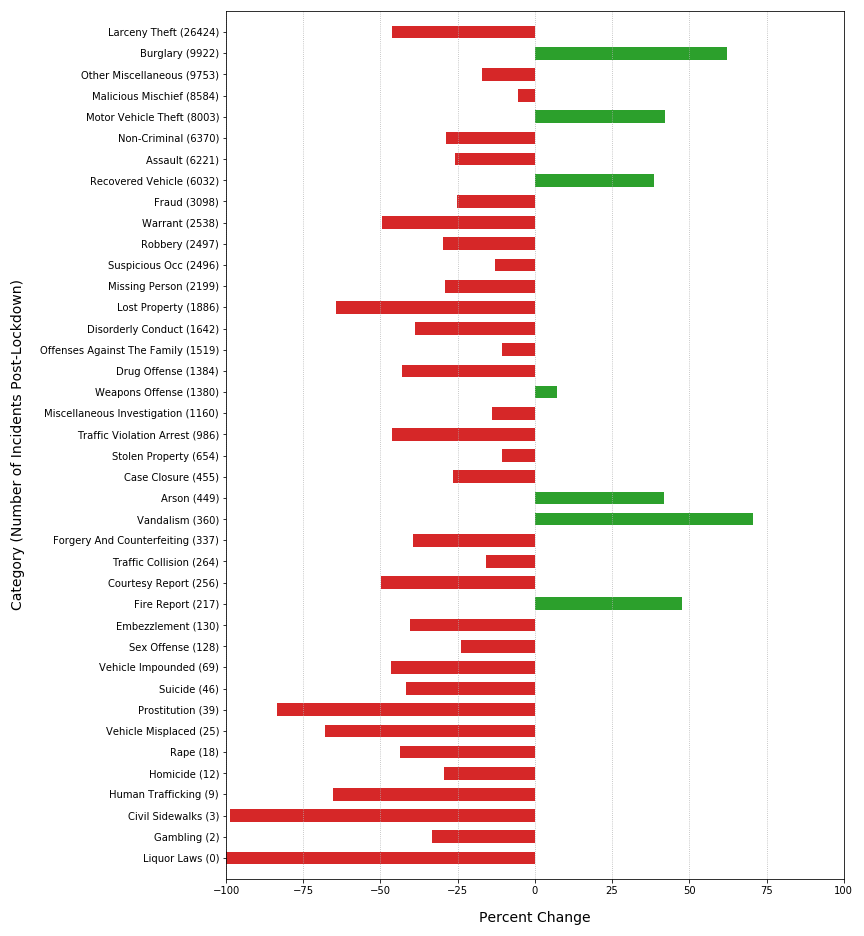 Larceny Theft (26424)
Burglary (9922)
Other Miscellaneous (9753)
Malicious Mischief (8584)
Motor Vehicle Theft (8003)
Non-Criminal (6370)
Assault (6221)
Recovered Vehicle (6032)
Fraud (3098)
Warrant (2538)
Robbery (2497)
Suspicious Occ (2496)
Missing Person (2199)
Lost Property (1886)
Disorderly Conduct (1642)
Offenses Against The Family (1519)
Drug Offense (1384)
Weapons Offense (1380)
Miscellaneous Investigation (1160)
Traffic Violation Arrest (986)
Stolen Property (654)
Case Closure (455)
Arson (449)
Vandalism (360)
Forgery And Counterfeiting (337)
Traffic Collision (264)
Courtesy Report (256)
Fire Report (217)
Embezzlement (130)
Sex Offense (128)
Vehicle Impounded (69)
Suicide (46)
Prostitution (39)
Vehicle Misplaced (25)
Rape (18)
Homicide (12)
Human Trafficking (9)
Civil Sidewalks (3)
Gambling (2)
Liquor Laws (0)
Category (Number of Incidents Post-Lockdown)
−100 −75 −50 −25 0 25 50 75 100
Percent Change